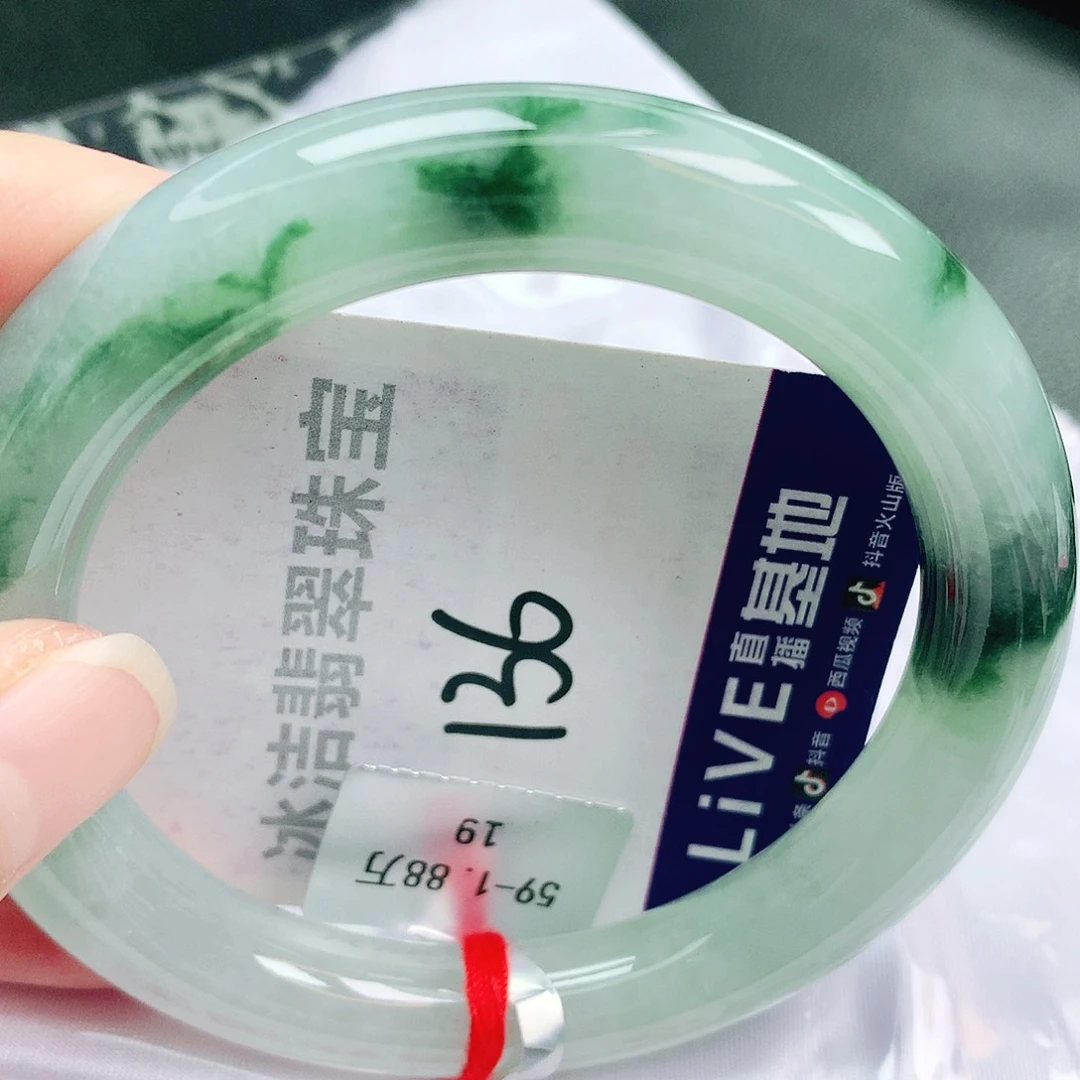 冰洁翡翠珠宝
136
59-1.88万
19
LiVE直播基地
抖音 西瓜视频 抖音火山版